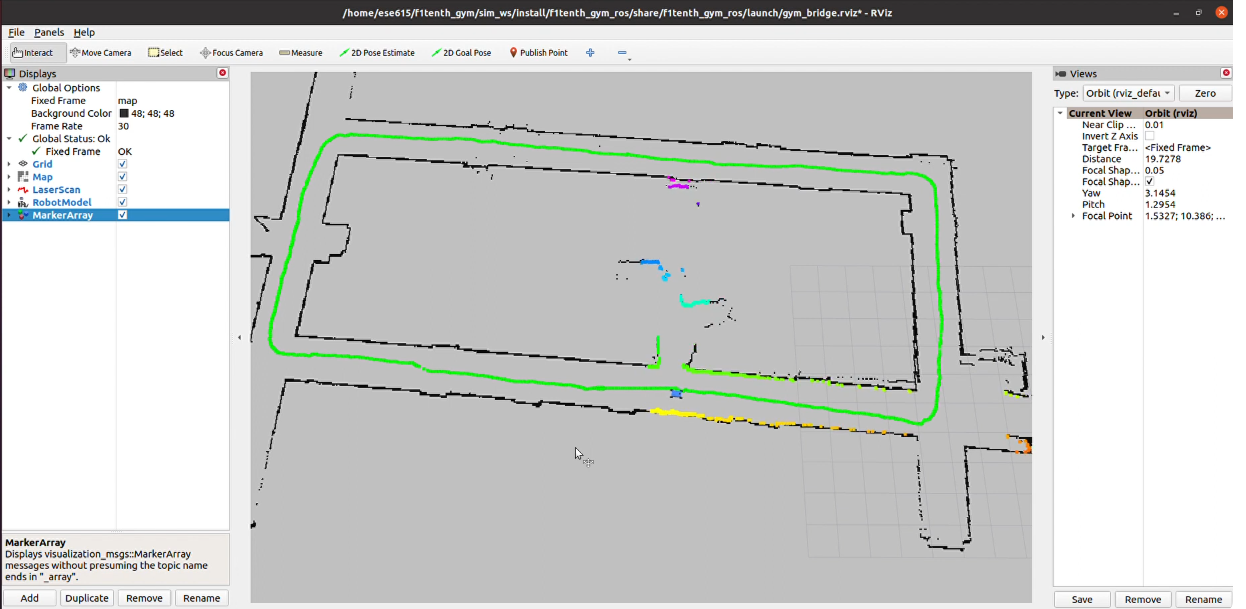 /home/ese615/f1tenth_gym/sim_ws/install/f1tenth_gym_ros/share/f1tenth_gym_ros/launch/gym_bridge.rviz* - RViz
File Panels Help
Interact Move Camera Select Focus Camera Measure 2D Pose Estimate 2D Goal Pose Publish Point
Displays
Global Options
Fixed Frame map
Background Color 48; 48; 48
Frame Rate 30
Global Status: Ok
Fixed Frame OK
Grid
Map
LaserScan
RobotModel
MarkerArray
MarkerArray
Displays visualization_msgs::MarkerArray
messages without presuming the topic name
ends in "_array".
Add Duplicate Remove Rename
Views
Type: Orbit (rviz_defau Zero
Current View Orbit (rviz)
Near Clip ... 0.01
Invert Z Axis
Target Fra... <Fixed Frame>
Distance 19.7278
Focal Shap... 0.05
Focal Shap...
Yaw 3.1454
Pitch 1.2954
Focal Point 1.5327; 10.386; ...
Save Remove Rename